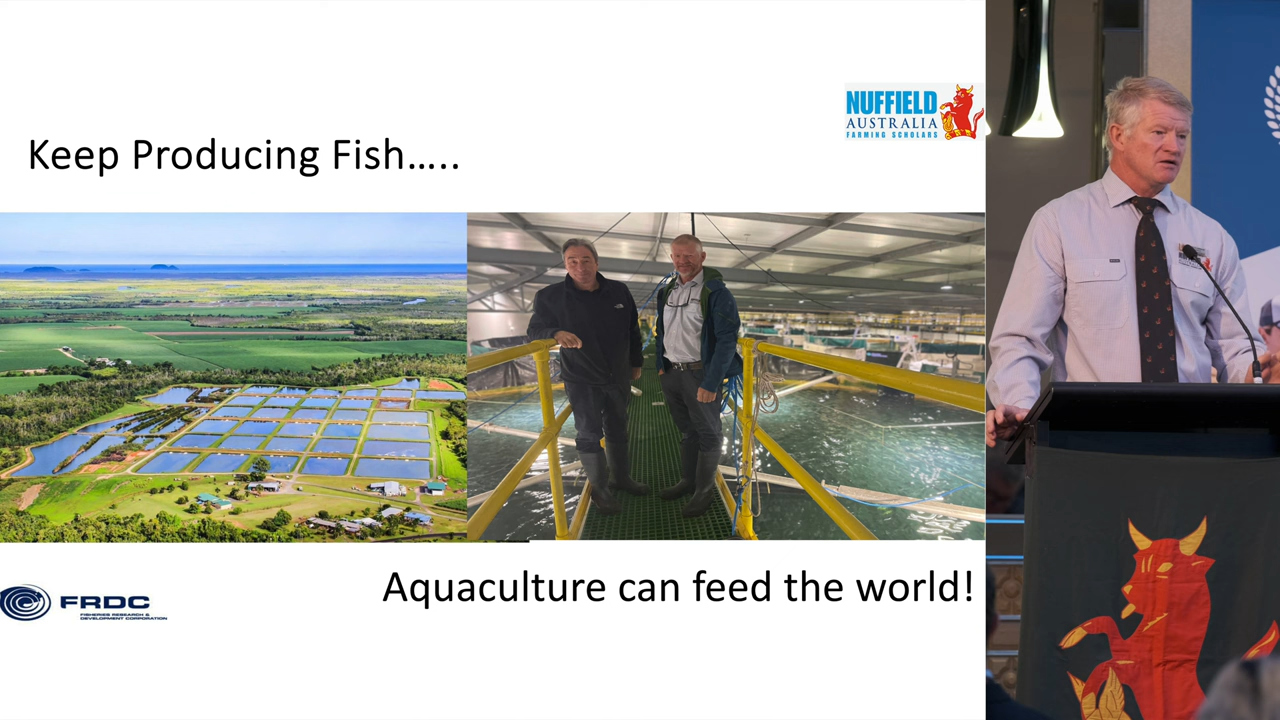 NUFFIELD
AUSTRALIA
FARMING SCHOLARS
Keep Producing Fish.....
Aquaculture can feed the world!
FRDC
FISHERIES RESEARCH &
DEVELOPMENT CORPORATION